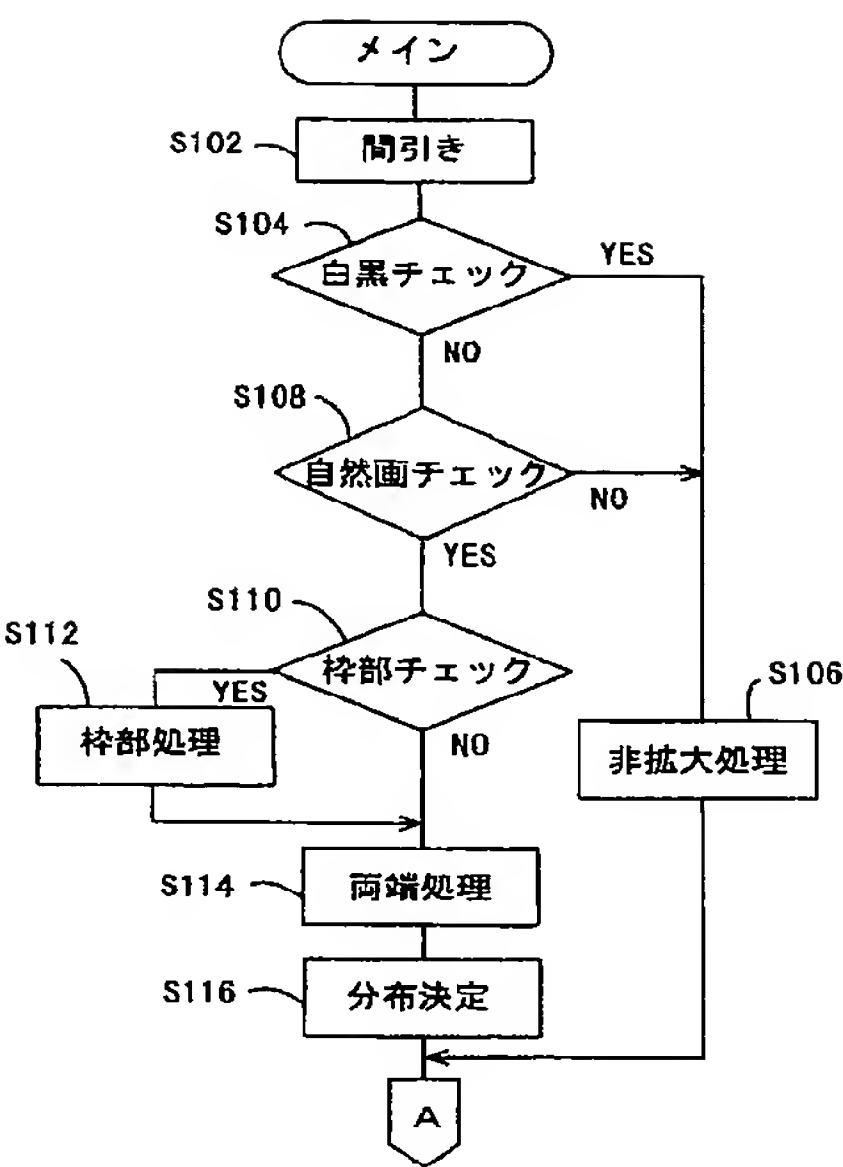 メイン
S102
間引き
S104
白黒チェック
YES
NO
S108
自然画チェック
NO
YES
S110
枠部チェック
S112
YES
枠部処理
NO
S106
非拡大処理
S114
両端処理
S116
分布決定
A